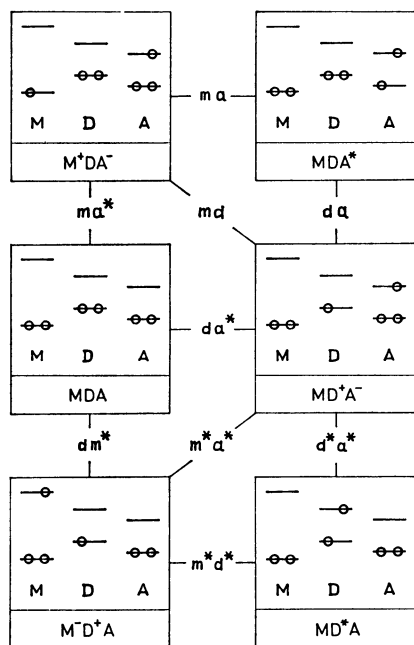 M D A
M⁺DA⁻
ma
M D A
MDA*
ma*
md
da
M D A
MDA
da*
M D A
MD⁺A⁻
dm*
m*a*
d*a*
M D A
M⁻D⁺A
m*d*
M D A
MD*A